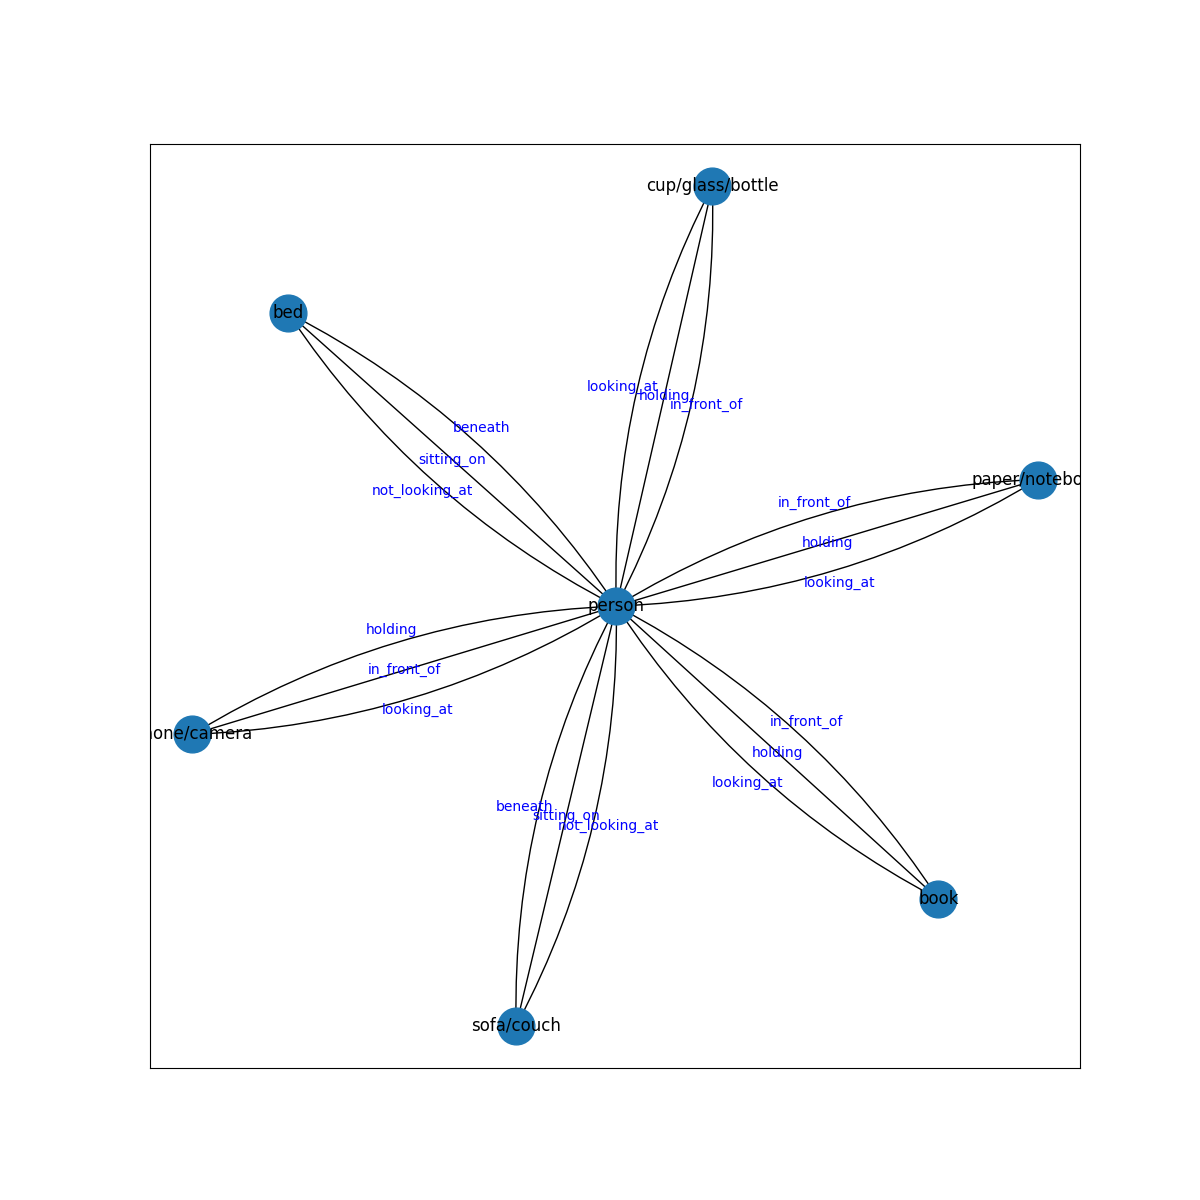 cup/glass/bottle
bed
looking_at
holding
in_front_of
beneath
sitting_on
not_looking_at
paper/notebo
in_front_of
holding
looking_at
person
holding
in_front_of
looking_at
one/camera
in_front_of
holding
looking_at
beneath
sitting_on
not_looking_at
book
sofa/couch